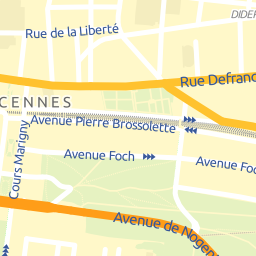 DIDER
Rue de la Liberté
Rue Defranc
CENNES
Avenue Pierre Brossolette
Avenue Foch
Avenue Foc
Cours Marigny
Avenue de Nogen